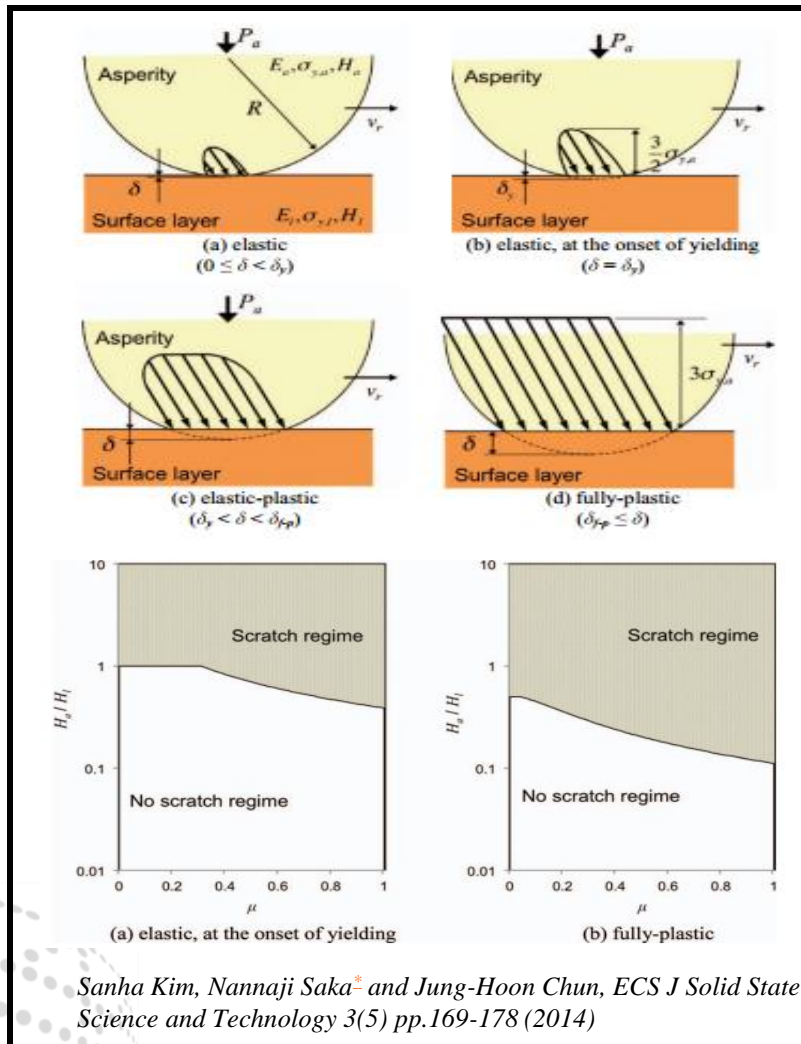 P_a P_a
Asperity E_a,σ_y,a,H_a Asperity
R v_r 3/2 σ_y,a v_r
δ δ_y
Surface layer E_l,σ_y,l,H_l Surface layer
(a) elastic (b) elastic, at the onset of yielding
(0 ≤ δ < δ_y) (δ = δ_y)
P_a
Asperity 3σ_y,a
v_r v_r
δ δ
Surface layer Surface layer
(c) elastic-plastic (d) fully-plastic
(δ_y < δ < δ_f-p) (δ_f-p ≤ δ)
10 10
Scratch regime Scratch regime
1 1
H_a / H_l H_a / H_l
0.1 0.1
No scratch regime No scratch regime
0.01 0.01
0 0.2 0.4 0.6 0.8 1 0 0.2 0.4 0.6 0.8 1
μ μ
(a) elastic, at the onset of yielding (b) fully-plastic
Sanha Kim, Nannaji Saka* and Jung-Hoon Chun, ECS J Solid State
Science and Technology 3(5) pp.169-178 (2014)